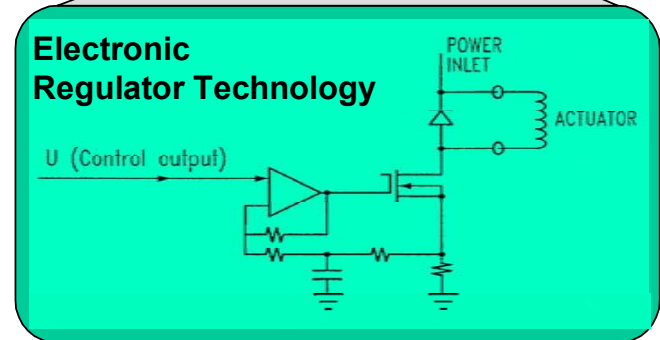 Electronic
Regulator Technology
POWER
INLET
ACTUATOR
U (Control output)